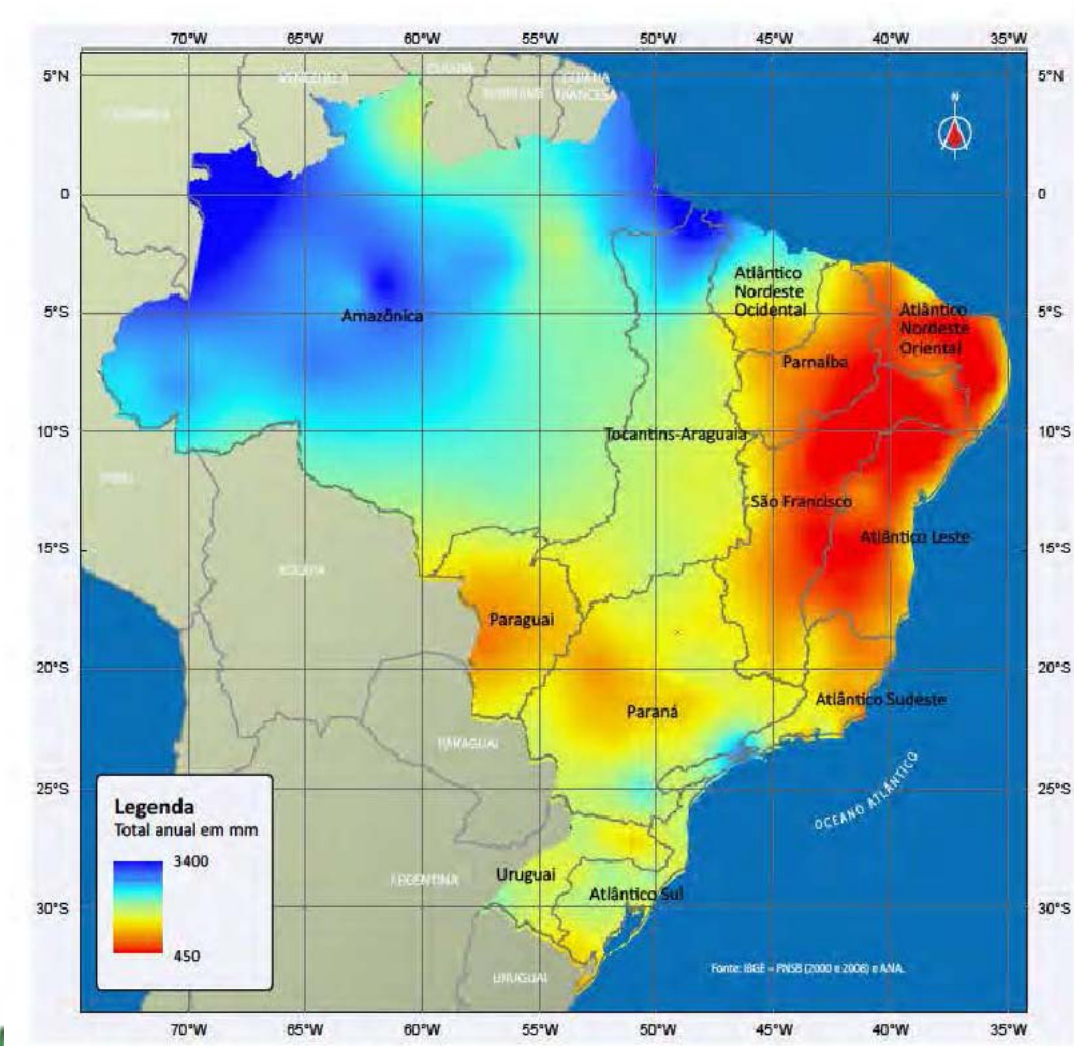 70°W 65°W 60°W 55°W 50°W 45°W 40°W 35°W
5°N
5°N
VENEZUELA
GUIANA
FRANCESA
N
0
0
Atlântico
Nordeste
Ocidental
5°S
5°S
Amazônica
Atlântico
Nordeste
Oriental
Parnaíba
10°S
10°S
Tocantins-Araguaia
São Francisco
Atlântico Leste
15°S
15°S
Paraguai
20°S
20°S
Atlântico Sudeste
Paraná
PARAGUAI
25°S
25°S
OCEANO ATLÂNTICO
Legenda
Total anual em mm
3400
450
Uruguai
ARGENTINA
Atlântico Sul
30°S
30°S
URUGUAI
Fonte: IBGE – PNSB (2000 e 2008) e ANA.
70°W 65°W 60°W 55°W 50°W 45°W 40°W 35°W